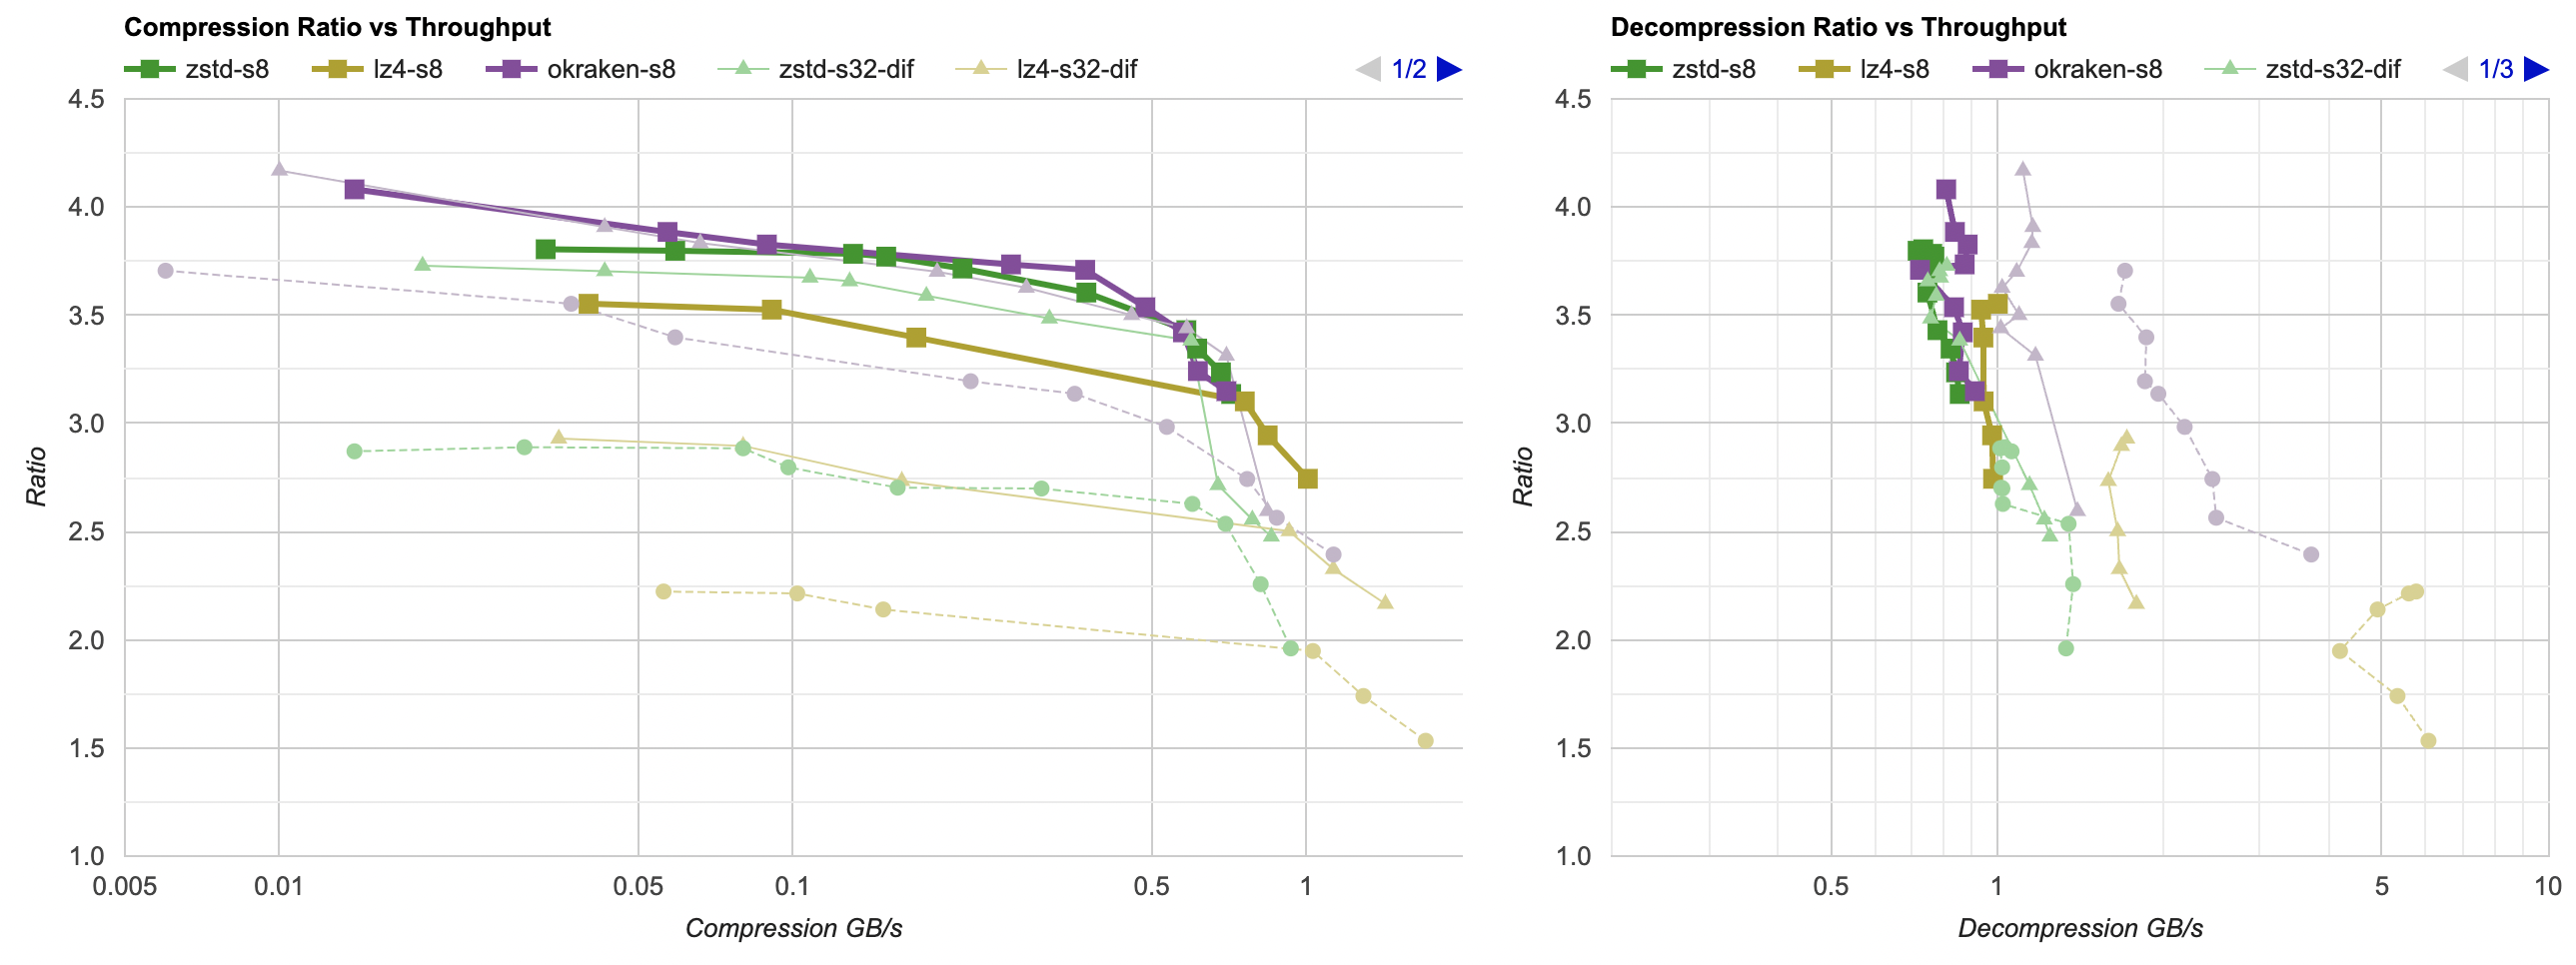 Compression Ratio vs Throughput
zstd-s8 lz4-s8 okraken-s8 zstd-s32-dif lz4-s32-dif 1/2
4.5
4.0
3.5
3.0
2.5
2.0
1.5
1.0
Ratio
0.005 0.01 0.05 0.1 0.5 1
Compression GB/s
Decompression Ratio vs Throughput
zstd-s8 lz4-s8 okraken-s8 zstd-s32-dif 1/3
4.5
4.0
3.5
3.0
2.5
2.0
1.5
1.0
Ratio
0.5 1 5 10
Decompression GB/s